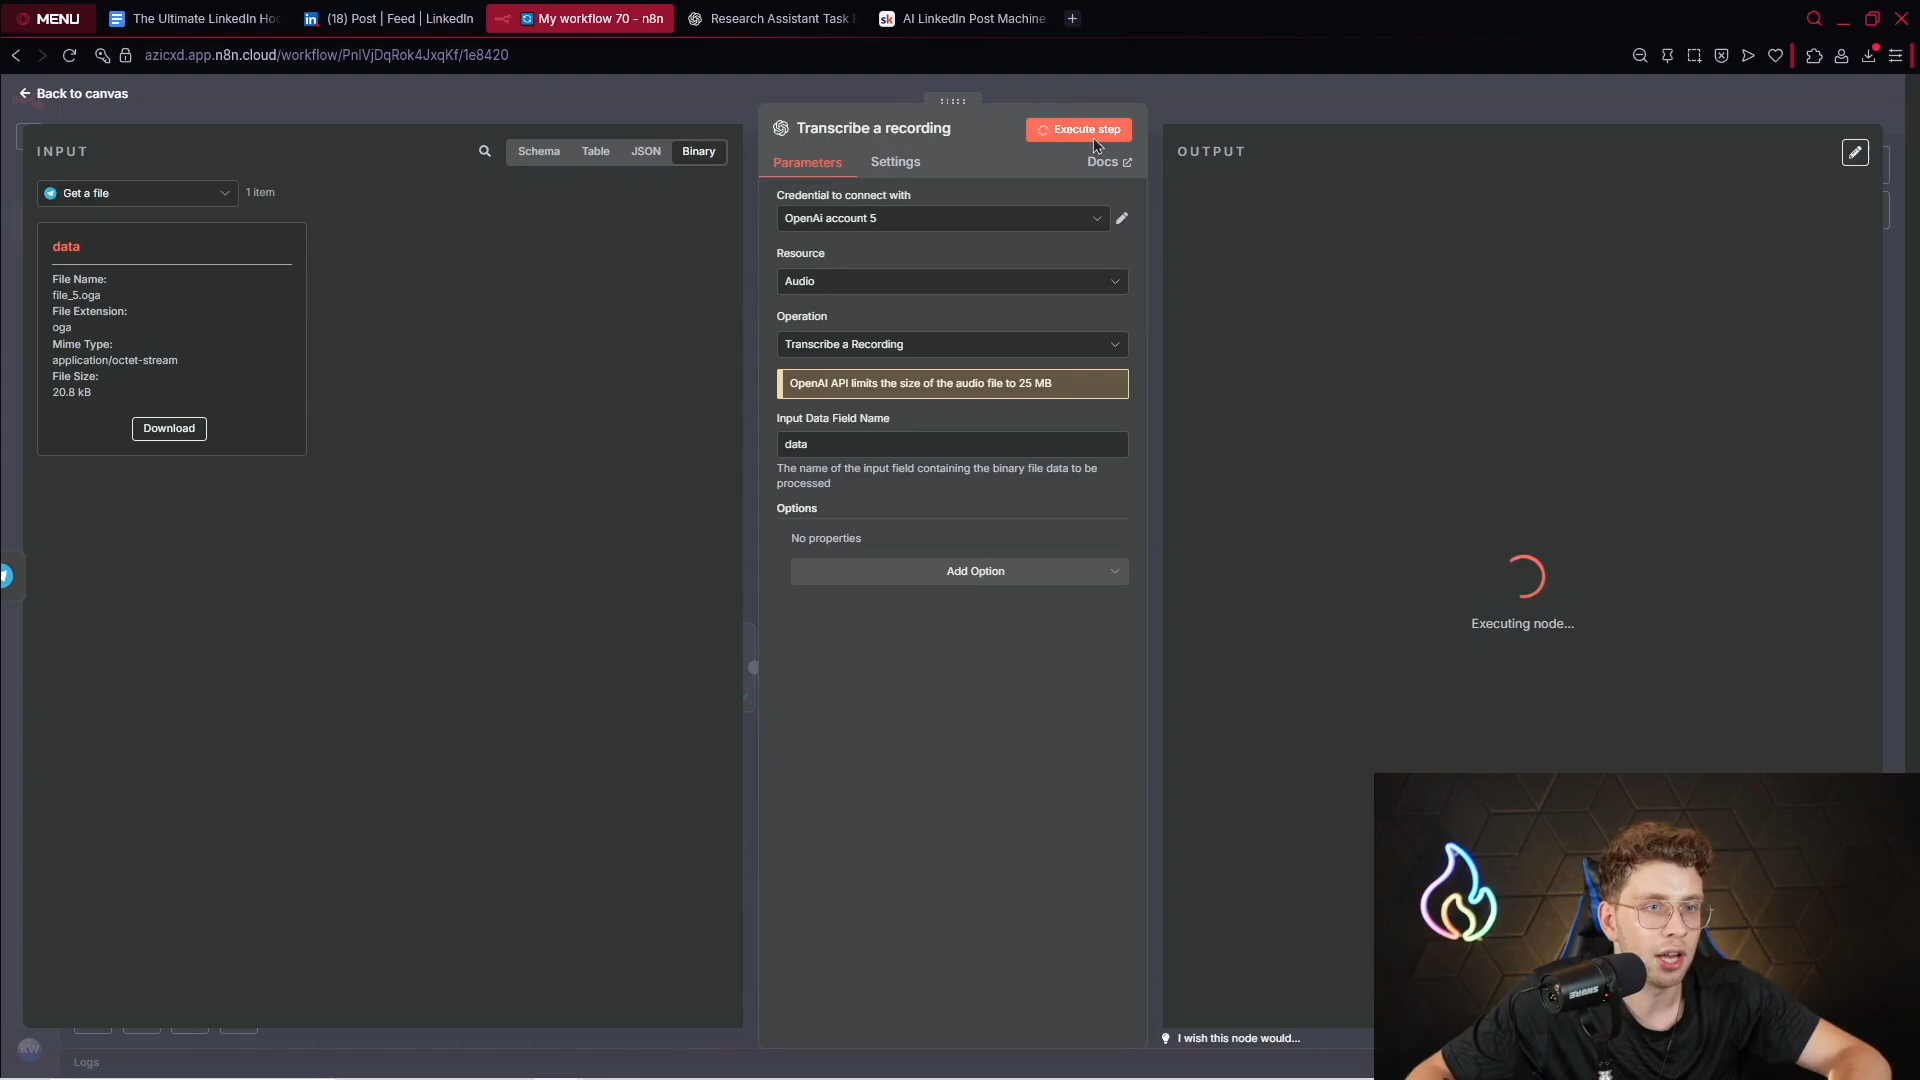 MENU
The Ultimate LinkedIn Hoo
(18) Post | Feed | LinkedIn
My workflow 70 - n8n
Research Assistant Task
AI LinkedIn Post Machine
azicxd.app.n8n.cloud/workflow/PnlVjDqRok4JxqKf/1e8420
Back to canvas
INPUT
Schema
Table
JSON
Binary
Get a file
1 item
data
File Name:
file_5.oga
File Extension:
oga
Mime Type:
application/octet-stream
File Size:
20.8 kB
Download
Transcribe a recording
Execute step
Parameters
Settings
Docs
Credential to connect with
OpenAi account 5
Resource
Audio
Operation
Transcribe a Recording
OpenAI API limits the size of the audio file to 25 MB
Input Data Field Name
data
The name of the input field containing the binary file data to be
processed
Options
No properties
Add Option
OUTPUT
Executing node...
I wish this node would...
SHURE
KW
Logs